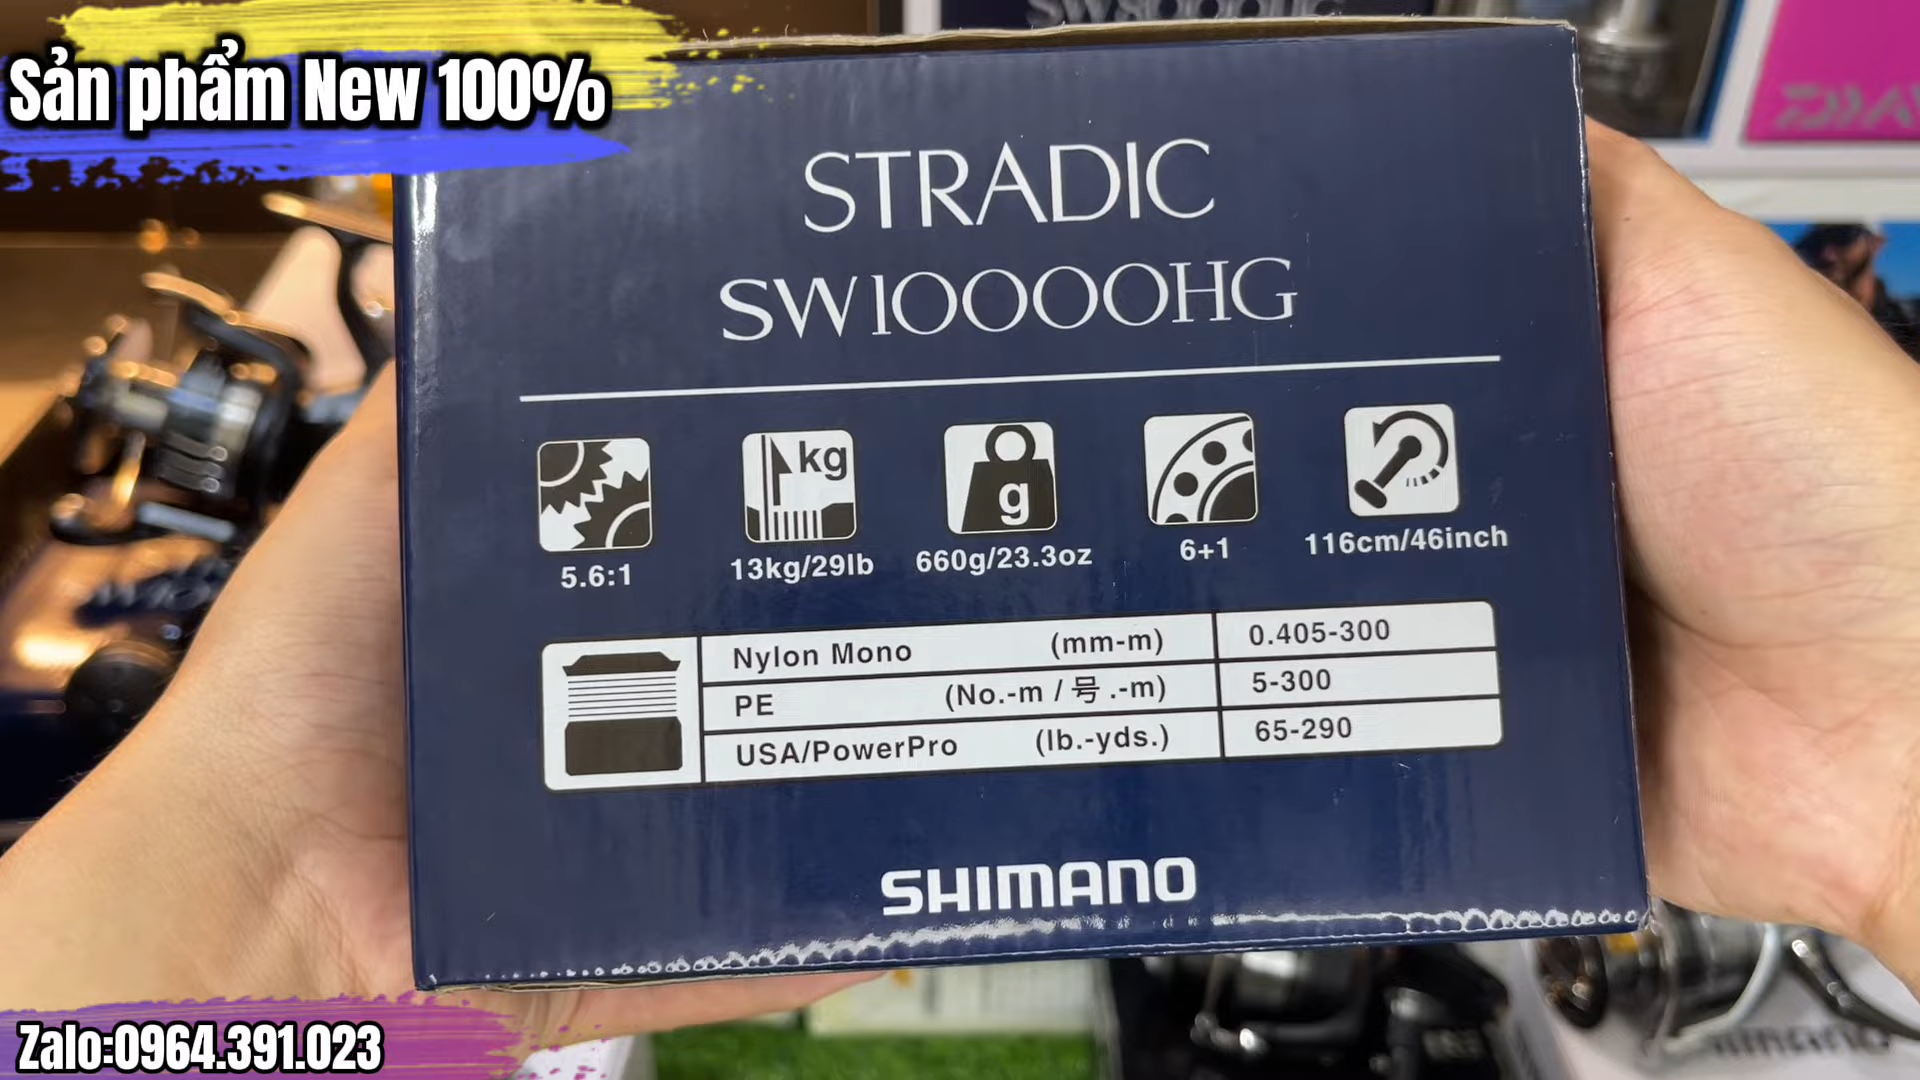 SW8000HG
Sản phẩm New 100%
STRADIC
SW10000HG
kg
g
5.6:1
13kg/29lb
660g/23.3oz
6+1
116cm/46inch
Nylon Mono (mm-m) 0.405-300
PE (No.-m / 号.-m) 5-300
USA/PowerPro (lb.-yds.) 65-290
SHIMANO
SHIMANO
Zalo:0964.391.023